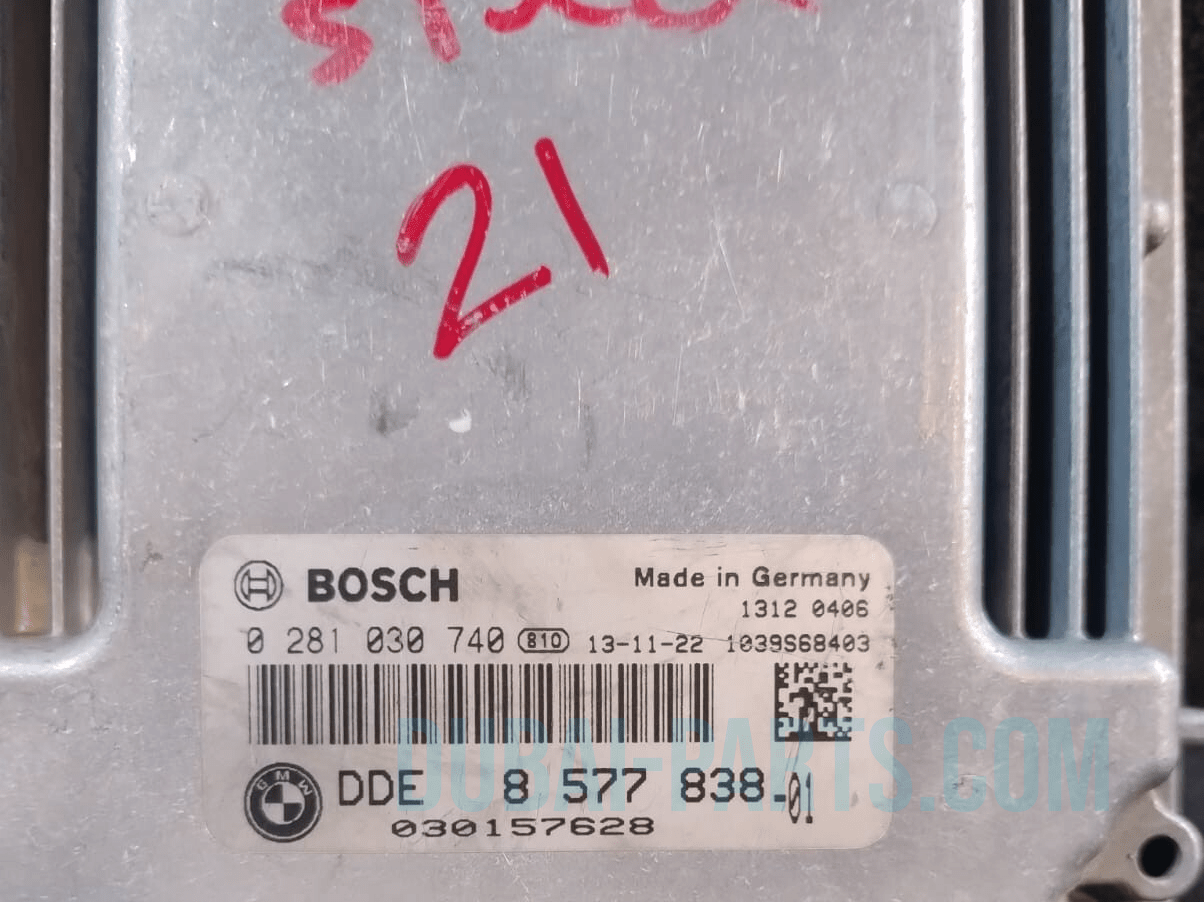 21
BOSCH
Made in Germany
1312 0406
0 281 030 740 810 13-11-22 1039S68403
DUBAI-PARTS.COM
BMW
DDE 8 577 838-01
030157628